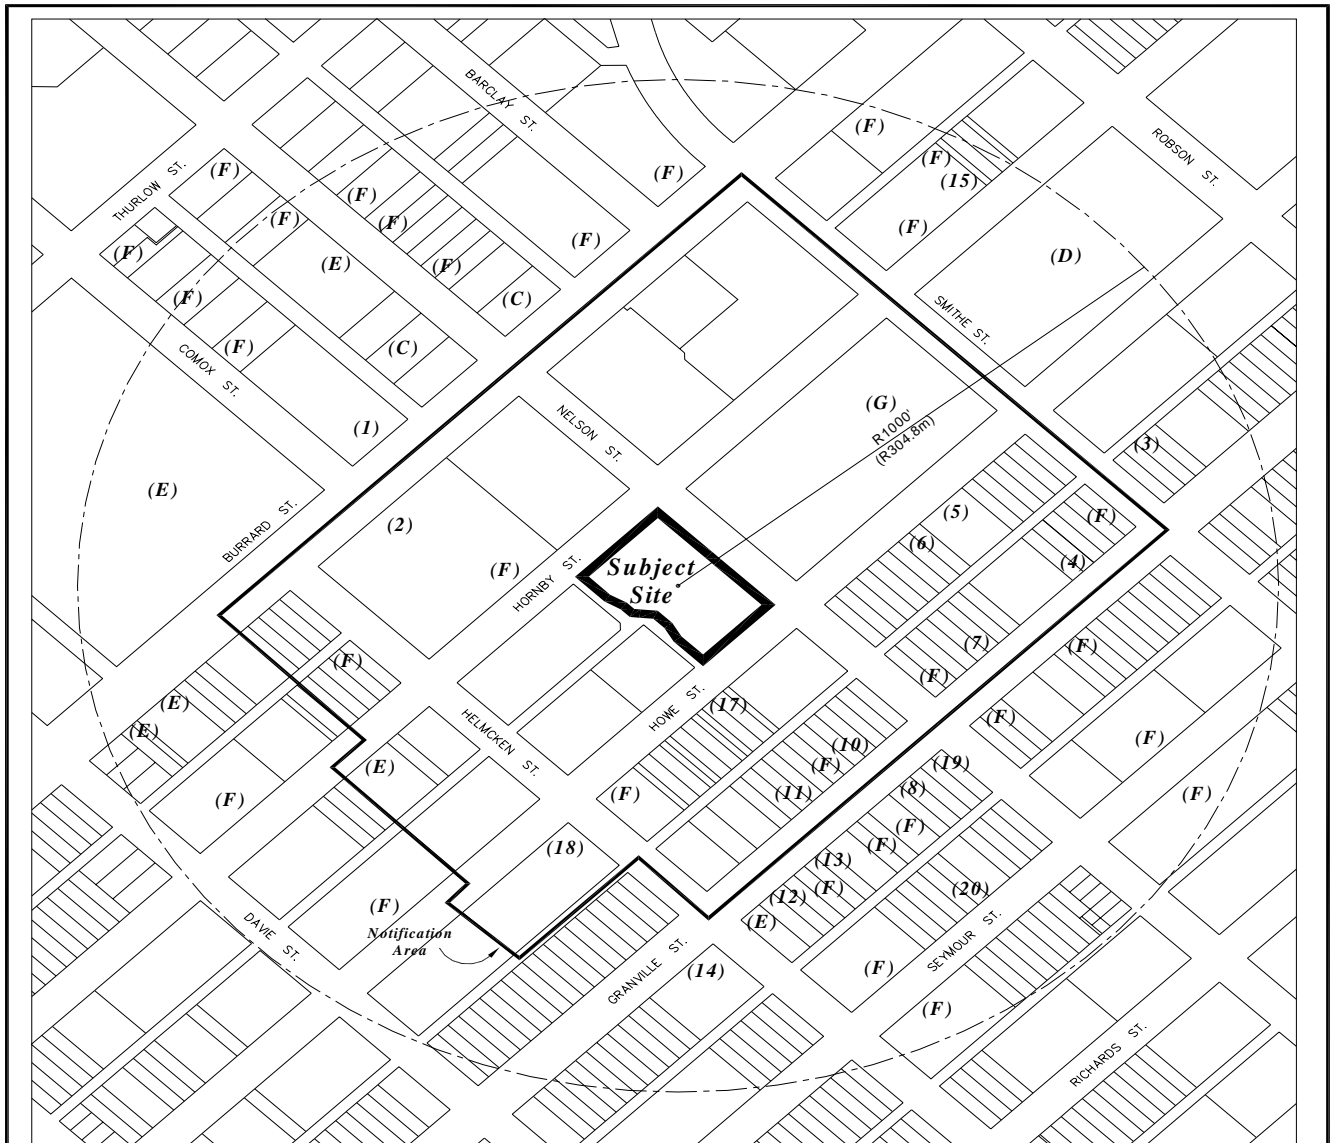 BARCLAY ST.
(F)
ROBSON ST.
(F)
(F)
(F)
(15)
THURLOW ST.
(F)
(F)
(F)
(F)
(F)
(F)
(D)
(F)
(E)
(F)
(F)
(C)
SMITHE ST.
COMOX ST.
(F)
(C)
(G)
R1000'
(R304.8m)
NELSON ST.
(1)
(3)
(E)
(2)
(5)
(F)
BURRARD ST.
(6)
(4)
HORNBY ST.
(F)
Subject
Site
(F)
(7)
(F)
(F)
(E)
(E)
HELMCKEN ST.
HOWE ST.
(17)
(F)
(10)
(F)
(E)
(F)
(19)
(F)
(F)
(11)
(8)
(F)
(18)
(F)
(F)
(13)
(F)
(12)
(20)
(E)
(F)
DAVIE ST.
Notification
Area
GRANVILLE ST.
SEYMOUR ST.
(14)
(F)
(F)
RICHARDS ST.